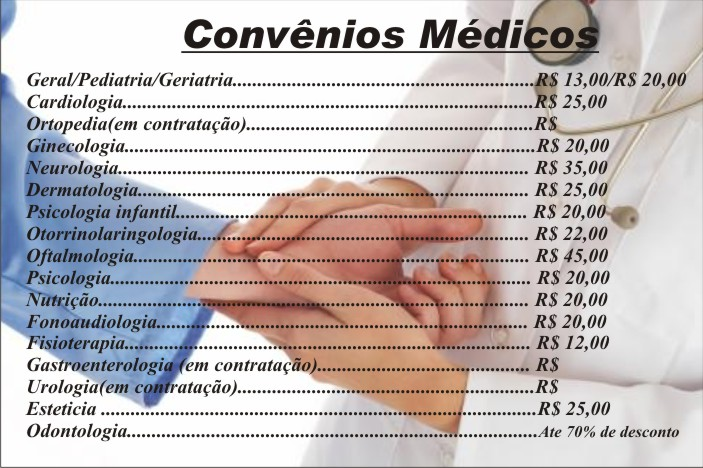 Convênios Médicos
Geral/Pediatria/Geriatria............................................................R$ 13,00/R$ 20,00
Cardiologia....................................................................................R$ 25,00
Ortopedia(em contratação)..........................................................R$
Ginecologia....................................................................................R$ 20,00
Neurologia.................................................................................... R$ 35,00
Dermatologia................................................................................ R$ 25,00
Psicologia infantil........................................................................ R$ 20,00
Otorrinolaringologia.................................................................... R$ 22,00
Oftalmologia................................................................................. R$ 45,00
Psicologia...................................................................................... R$ 20,00
Nutrição........................................................................................ R$ 20,00
Fonoaudiologia............................................................................ R$ 20,00
Fisioterapia................................................................................... R$ 12,00
Gastroenterologia (em contratação)........................................... R$
Urologia(em contratação)............................................................R$
Esteticia ........................................................................................R$ 25,00
Odontologia...................................................................................Ate 70% de desconto